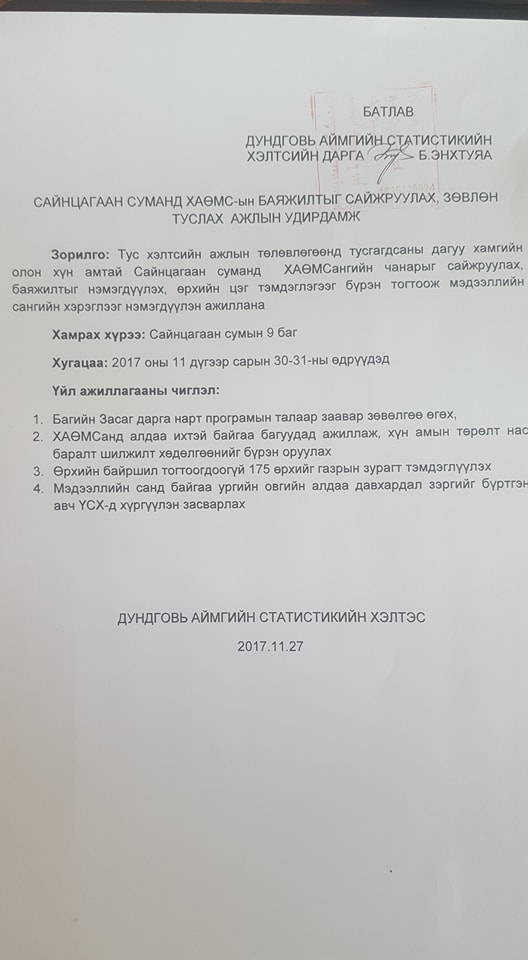 БАТЛАВ
ДУНДГОВЬ АЙМГИЙН СТАТИСТИКИЙН
ХЭЛТСИЙН ДАРГА Б.ЭНХТУЯА
САЙНЦАГААН СУМАНД ХАӨМС-ын БАЯЖИЛТЫГ САЙЖРУУЛАХ, ЗӨВЛӨН
ТУСЛАХ АЖЛЫН УДИРДАМЖ
Зорилго: Тус хэлтсийн ажлын төлөвлөгөөнд тусгагдсаны дагуу хамгийн
олон хүн амтай Сайнцагаан суманд ХАӨМСангийн чанарыг сайжруулах,
баяжилтыг нэмэгдүүлэх, өрхийн цэг тэмдэглэгээг бүрэн тогтоож мэдээллийн
сангийн хэрэглээг нэмэгдүүлэн ажиллана
Хамрах хүрээ: Сайнцагаан сумын 9 баг
Хугацаа: 2017 оны 11 дүгээр сарын 30-31-ны өдрүүдэд
Үйл ажиллагааны чиглэл:
1. Багийн Засаг дарга нарт програмын талаар заавар зөвөлгөө өгөх,
2. ХАӨМСанд алдаа ихтэй байгаа багуудад ажиллаж, хүн амын төрөлт нас
баралт шилжилт хөдөлгөөнийг бүрэн оруулах
3. Өрхийн байршил тогтоогдоогүй 175 өрхийг газрын зурагт тэмдэглүүлэх
4. Мэдээллийн санд байгаа ургийн овгийн алдаа давхардал зэргийг бүртгэн
авч ҮСХ-д хүргүүлэн засварлах
ДУНДГОВЬ АЙМГИЙН СТАТИСТИКИЙН ХЭЛТЭС
2017.11.27